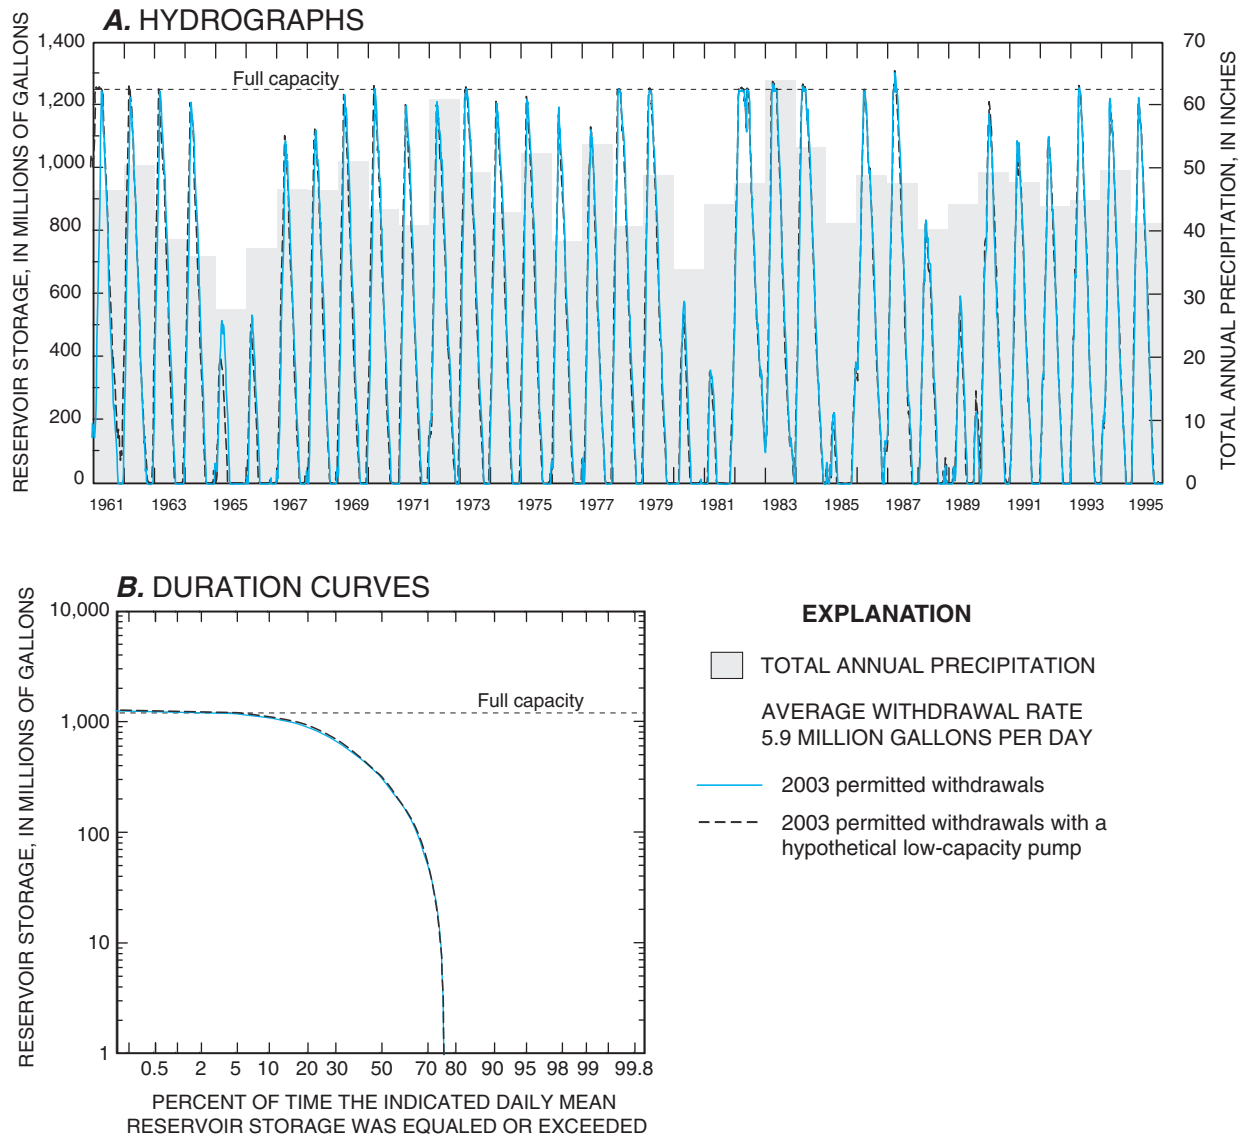 A. HYDROGRAPHS
RESERVOIR STORAGE, IN MILLIONS OF GALLONS
1,400
1,200
1,000
800
600
400
200
0
Full capacity
70
60
50
40
30
20
10
0
TOTAL ANNUAL PRECIPITATION, IN INCHES
1961 1963 1965 1967 1969 1971 1973 1975 1977 1979 1981 1983 1985 1987 1989 1991 1993 1995
B. DURATION CURVES
RESERVOIR STORAGE, IN MILLIONS OF GALLONS
10,000
1,000
100
10
1
Full capacity
0.5 2 5 10 20 30 50 70 80 90 95 98 99 99.8
PERCENT OF TIME THE INDICATED DAILY MEAN
RESERVOIR STORAGE WAS EQUALED OR EXCEEDED
EXPLANATION
TOTAL ANNUAL PRECIPITATION
AVERAGE WITHDRAWAL RATE
5.9 MILLION GALLONS PER DAY
2003 permitted withdrawals
2003 permitted withdrawals with a
hypothetical low-capacity pump